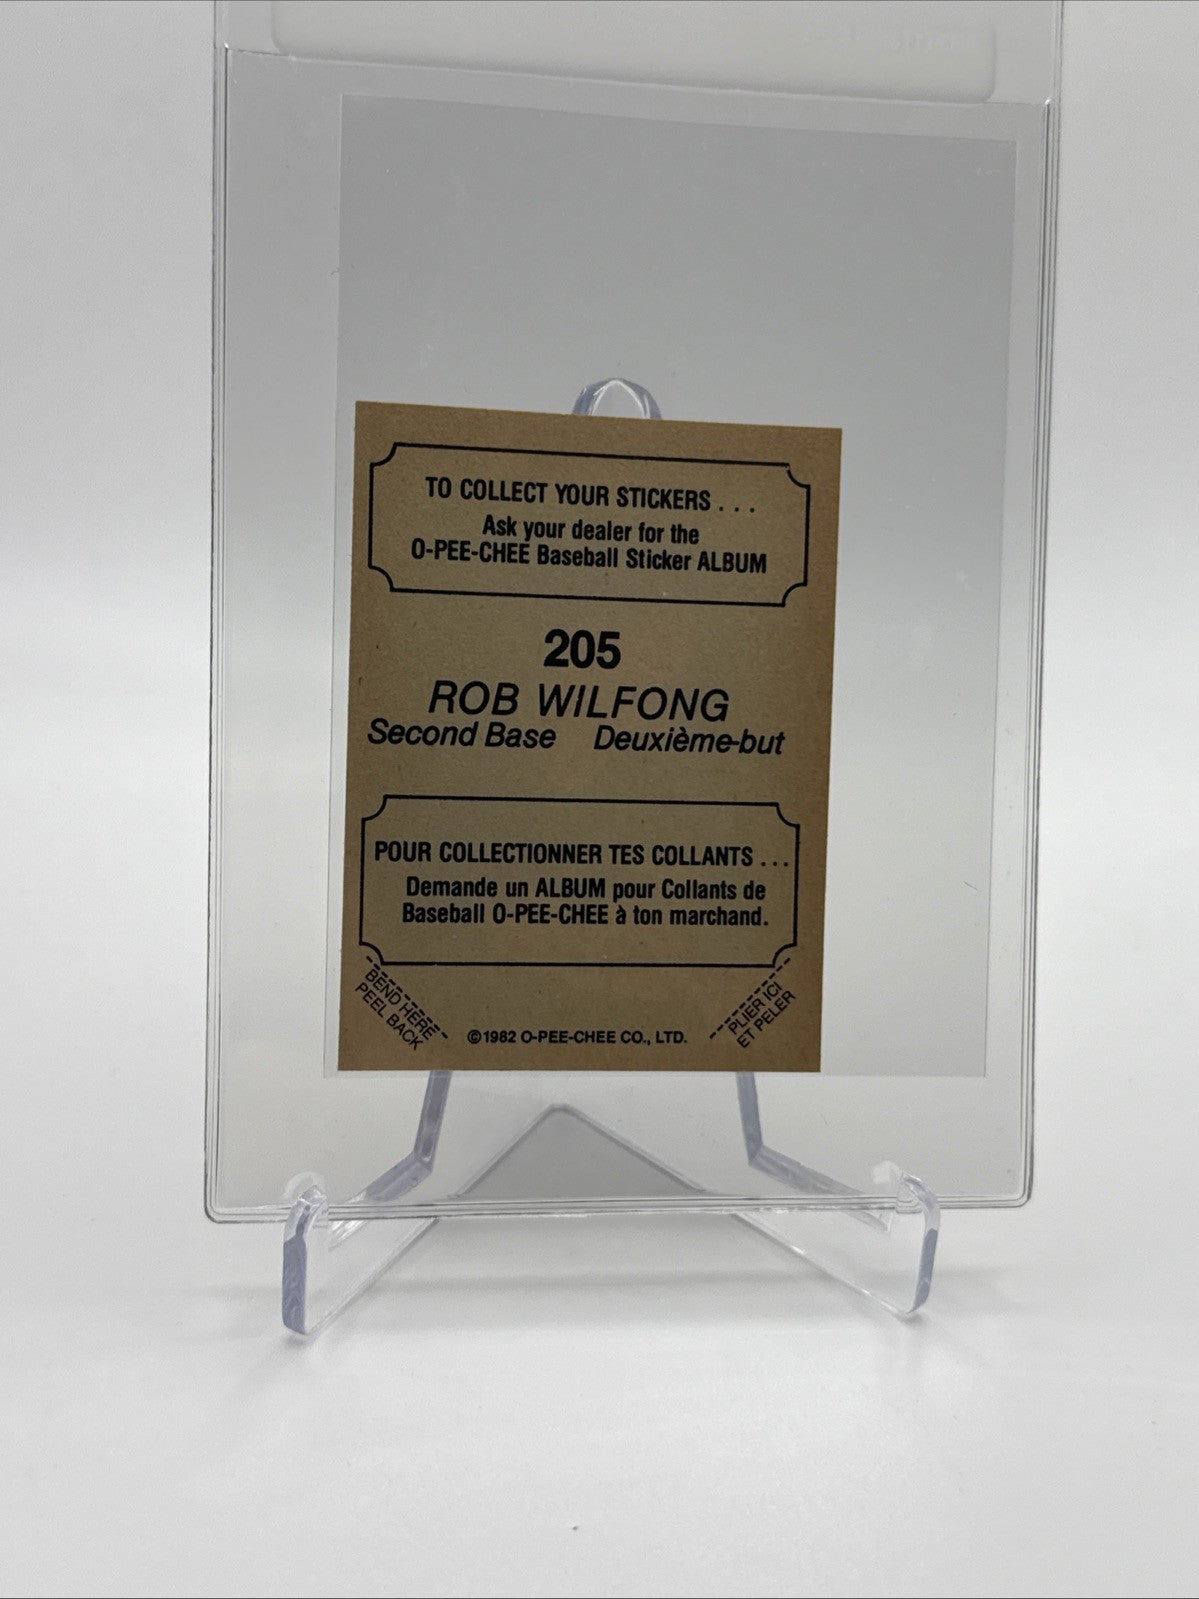 TO COLLECT YOUR STICKERS . . .
Ask your dealer for the
O-PEE-CHEE Baseball Sticker ALBUM
205
ROB WILFONG
Second Base Deuxième-but
POUR COLLECTIONNER TES COLLANTS . . .
Demande un ALBUM pour Collants de
Baseball O-PEE-CHEE à ton marchand.
BEND HERE
PEEL BACK
©1982 O-PEE-CHEE CO., LTD.
PLIER ICI
ET PELER